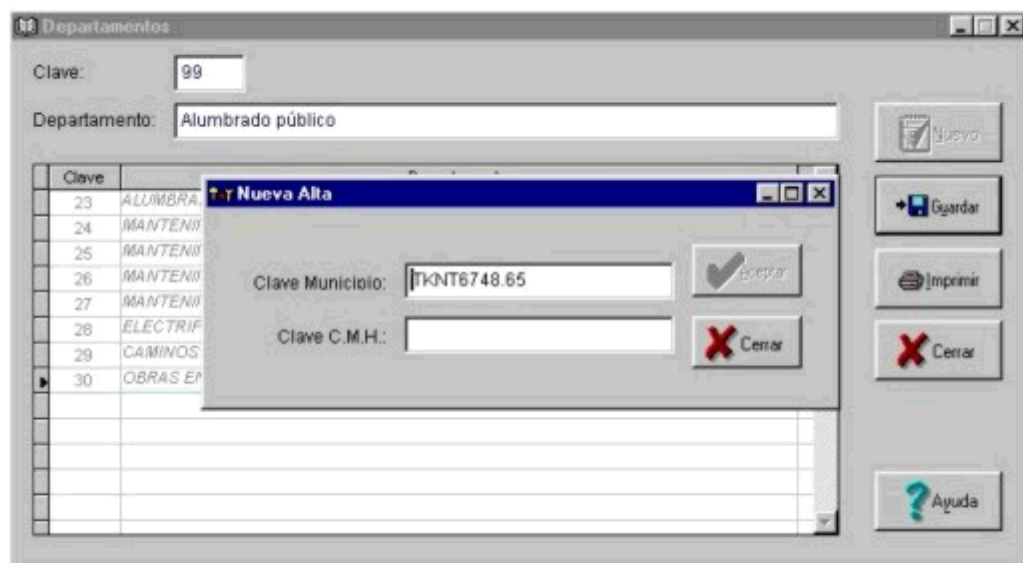 Departamentos
Clave: 99
Departamento: Alumbrado público
Nuevo
Clave
Guardar
Imprimir
Cerrar
Ayuda
23 ALUMBRA
24 MANTENI
25 MANTENI
26 MANTENI
27 MANTENI
28 ELECTRIF
29 CAMINOS
30 OBRAS EN
Nueva Alta
Clave Municipio: TKNT6748.65
Aceptar
Clave C.M.H.:
Cerrar